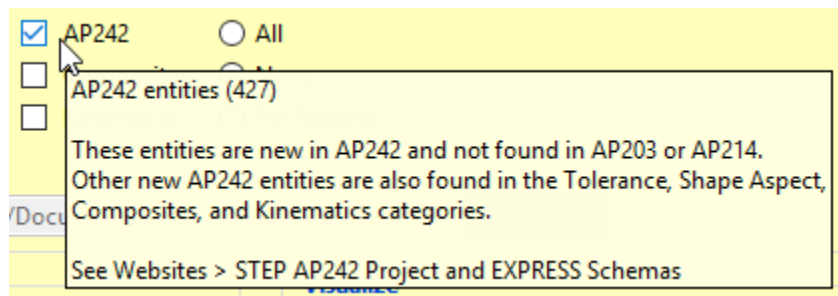 AP242 All
AP242 entities (427)
These entities are new in AP242 and not found in AP203 or AP214.
Other new AP242 entities are also found in the Tolerance, Shape Aspect,
Composites, and Kinematics categories.
/Docu
See Websites > STEP AP242 Project and EXPRESS Schemas
Visualize